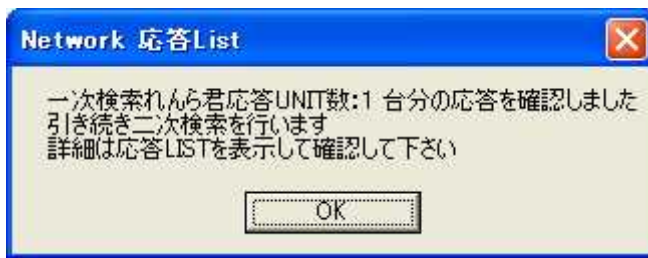 Network 応答List
一次検索れんら君応答UNIT数:1 台分の応答を確認しました
引き続き二次検索を行います
詳細は応答LISTを表示して確認して下さい
OK